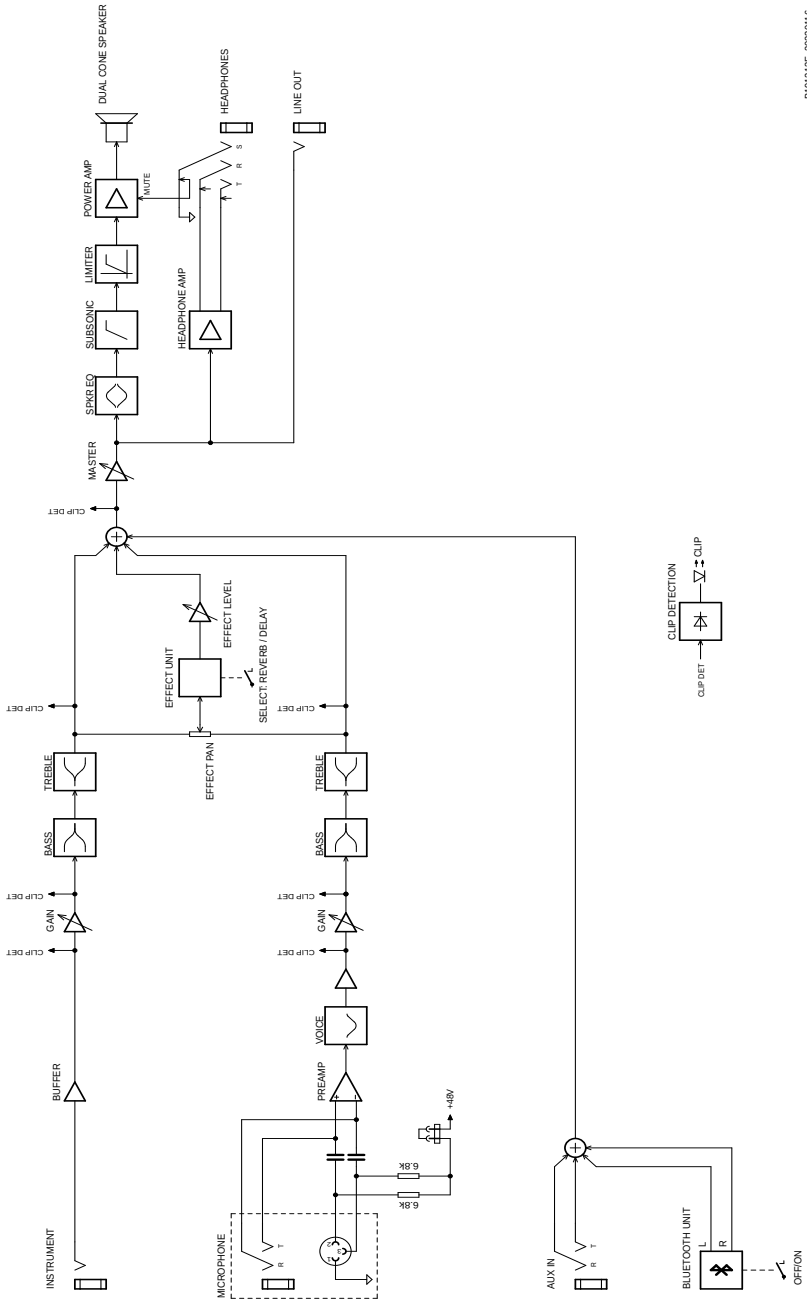 INSTRUMENT
BUFFER
CLIP DET
GAIN
CLIP DET
BASS
TREBLE
CLIP DET
MICROPHONE
R
T
1
2
3
6.8k
6.8k
+48V
PREAMP
+
VOICE
CLIP DET
GAIN
CLIP DET
BASS
TREBLE
CLIP DET
EFFECT PAN
EFFECT UNIT
SELECT: REVERB / DELAY
EFFECT LEVEL
+
CLIP DET
MASTER
SPKR EQ
SUBSONIC
LIMITER
POWER AMP
MUTE
DUAL CONE SPEAKER
HEADPHONE AMP
T
R
S
HEADPHONES
LINE OUT
AUX IN
R
T
+
BLUETOOTH UNIT
L
R
OFF/ON
CLIP DETECTION
CLIP DET
CLIP